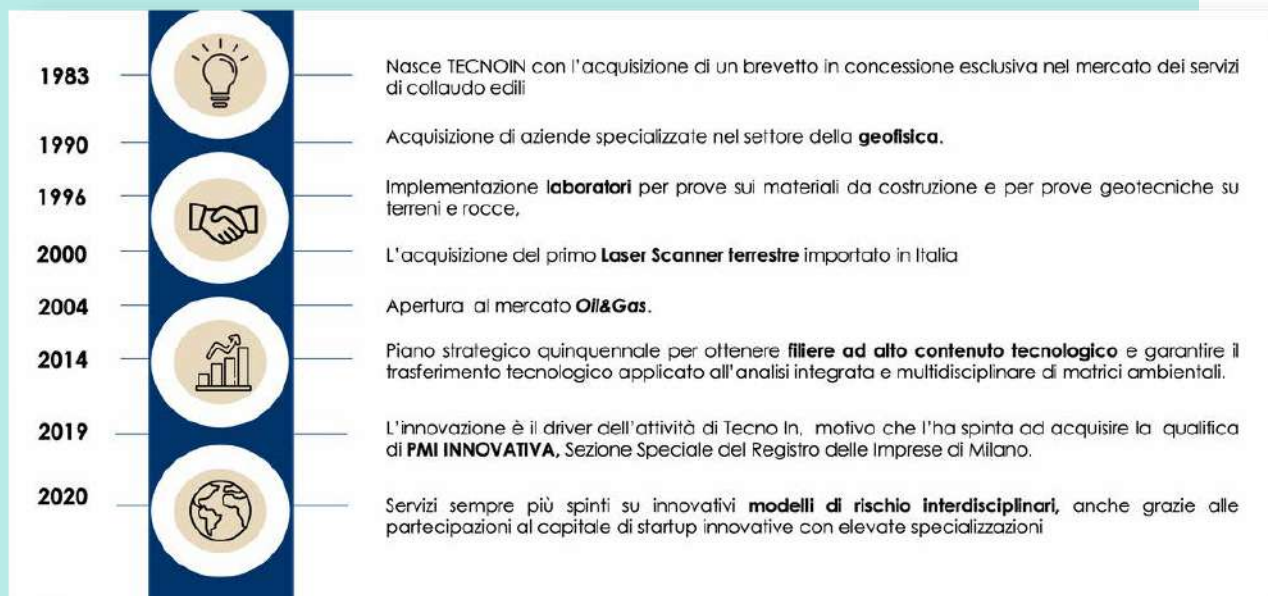 1983
Nasce TECNOIN con l'acquisizione di un brevetto in concessione esclusiva nel mercato dei servizi
di collaudo edili
1990
Acquisizione di aziende specializzate nel settore della geofisica.
1996
Implementazione laboratori per prove sui materiali da costruzione e per prove geotecniche su
terreni e rocce,
2000
L'acquisizione del primo Laser Scanner terrestre importato in Italia
2004
Apertura al mercato Oil&Gas.
2014
Piano strategico quinquennale per ottenere filiere ad alto contenuto tecnologico e garantire il
trasferimento tecnologico applicato all'analisi integrata e multidisciplinare di matrici ambientali.
2019
L'innovazione è il driver dell'attività di Tecno In, motivo che l'ha spinta ad acquisire la qualifica
di PMI INNOVATIVA, Sezione Speciale del Registro delle Imprese di Milano.
2020
Servizi sempre più spinti su innovativi modelli di rischio interdisciplinari, anche grazie alle
partecipazioni al capitale di startup innovative con elevate specializzazioni